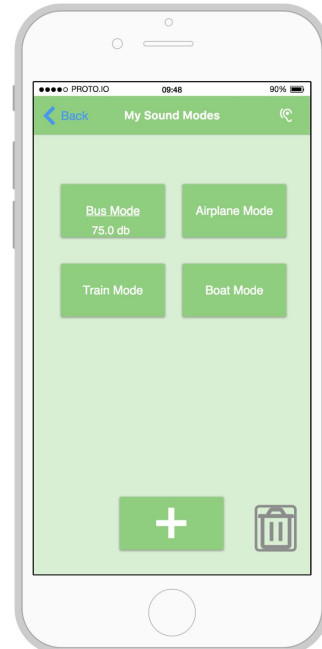 PROTO.IO 09:48 90%
Back My Sound Modes
Bus Mode Airplane Mode
75.0 db
Train Mode Boat Mode
+